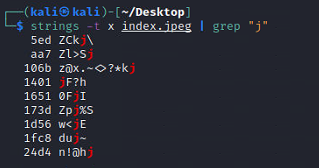 ┌──(kali㉿kali)-[~/Desktop]
└─$ strings -t x index.jpeg | grep "j"
5ed ZCkj\
aa7 Zl>Sj
106b z@x.~<>?*kj
1401 jF?h
1651 0FjI
173d Zpj%S
1d56 w<jE
1fc8 duj~
24d4 n!@hj